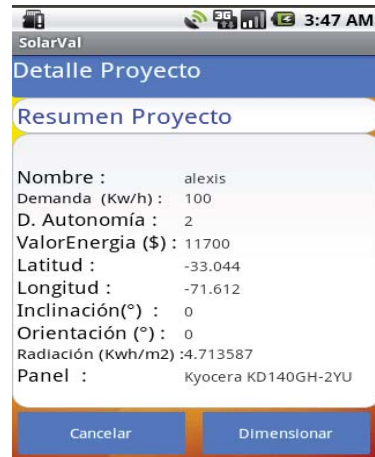 3G 3:47 AM
SolarVal
Detalle Proyecto
Resumen Proyecto
Nombre : alexis
Demanda (Kw/h) : 100
D. Autonomía : 2
ValorEnergia ($) : 11700
Latitud : -33.044
Longitud : -71.612
Inclinación(°) : 0
Orientación (°) : 0
Radiación (Kwh/m2) :4.713587
Panel : Kyocera KD140GH-2YU
Cancelar Dimensionar